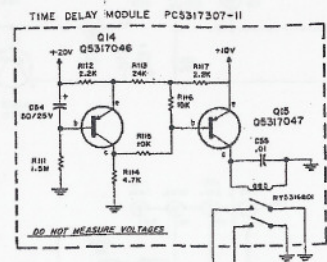 TIME DELAY MODULE PC5317307-11
Q14
Q5317046
+20V
+10V
R112
2.2K
R113
24K
R117
2.2K
C54
50/25V
R116
10K
Q15
Q5317047
e
e
b
b
c
c
R115
10K
C55
.01
R111
1.5M
R114
4.7K
RY5316801
DO NOT MEASURE VOLTAGES